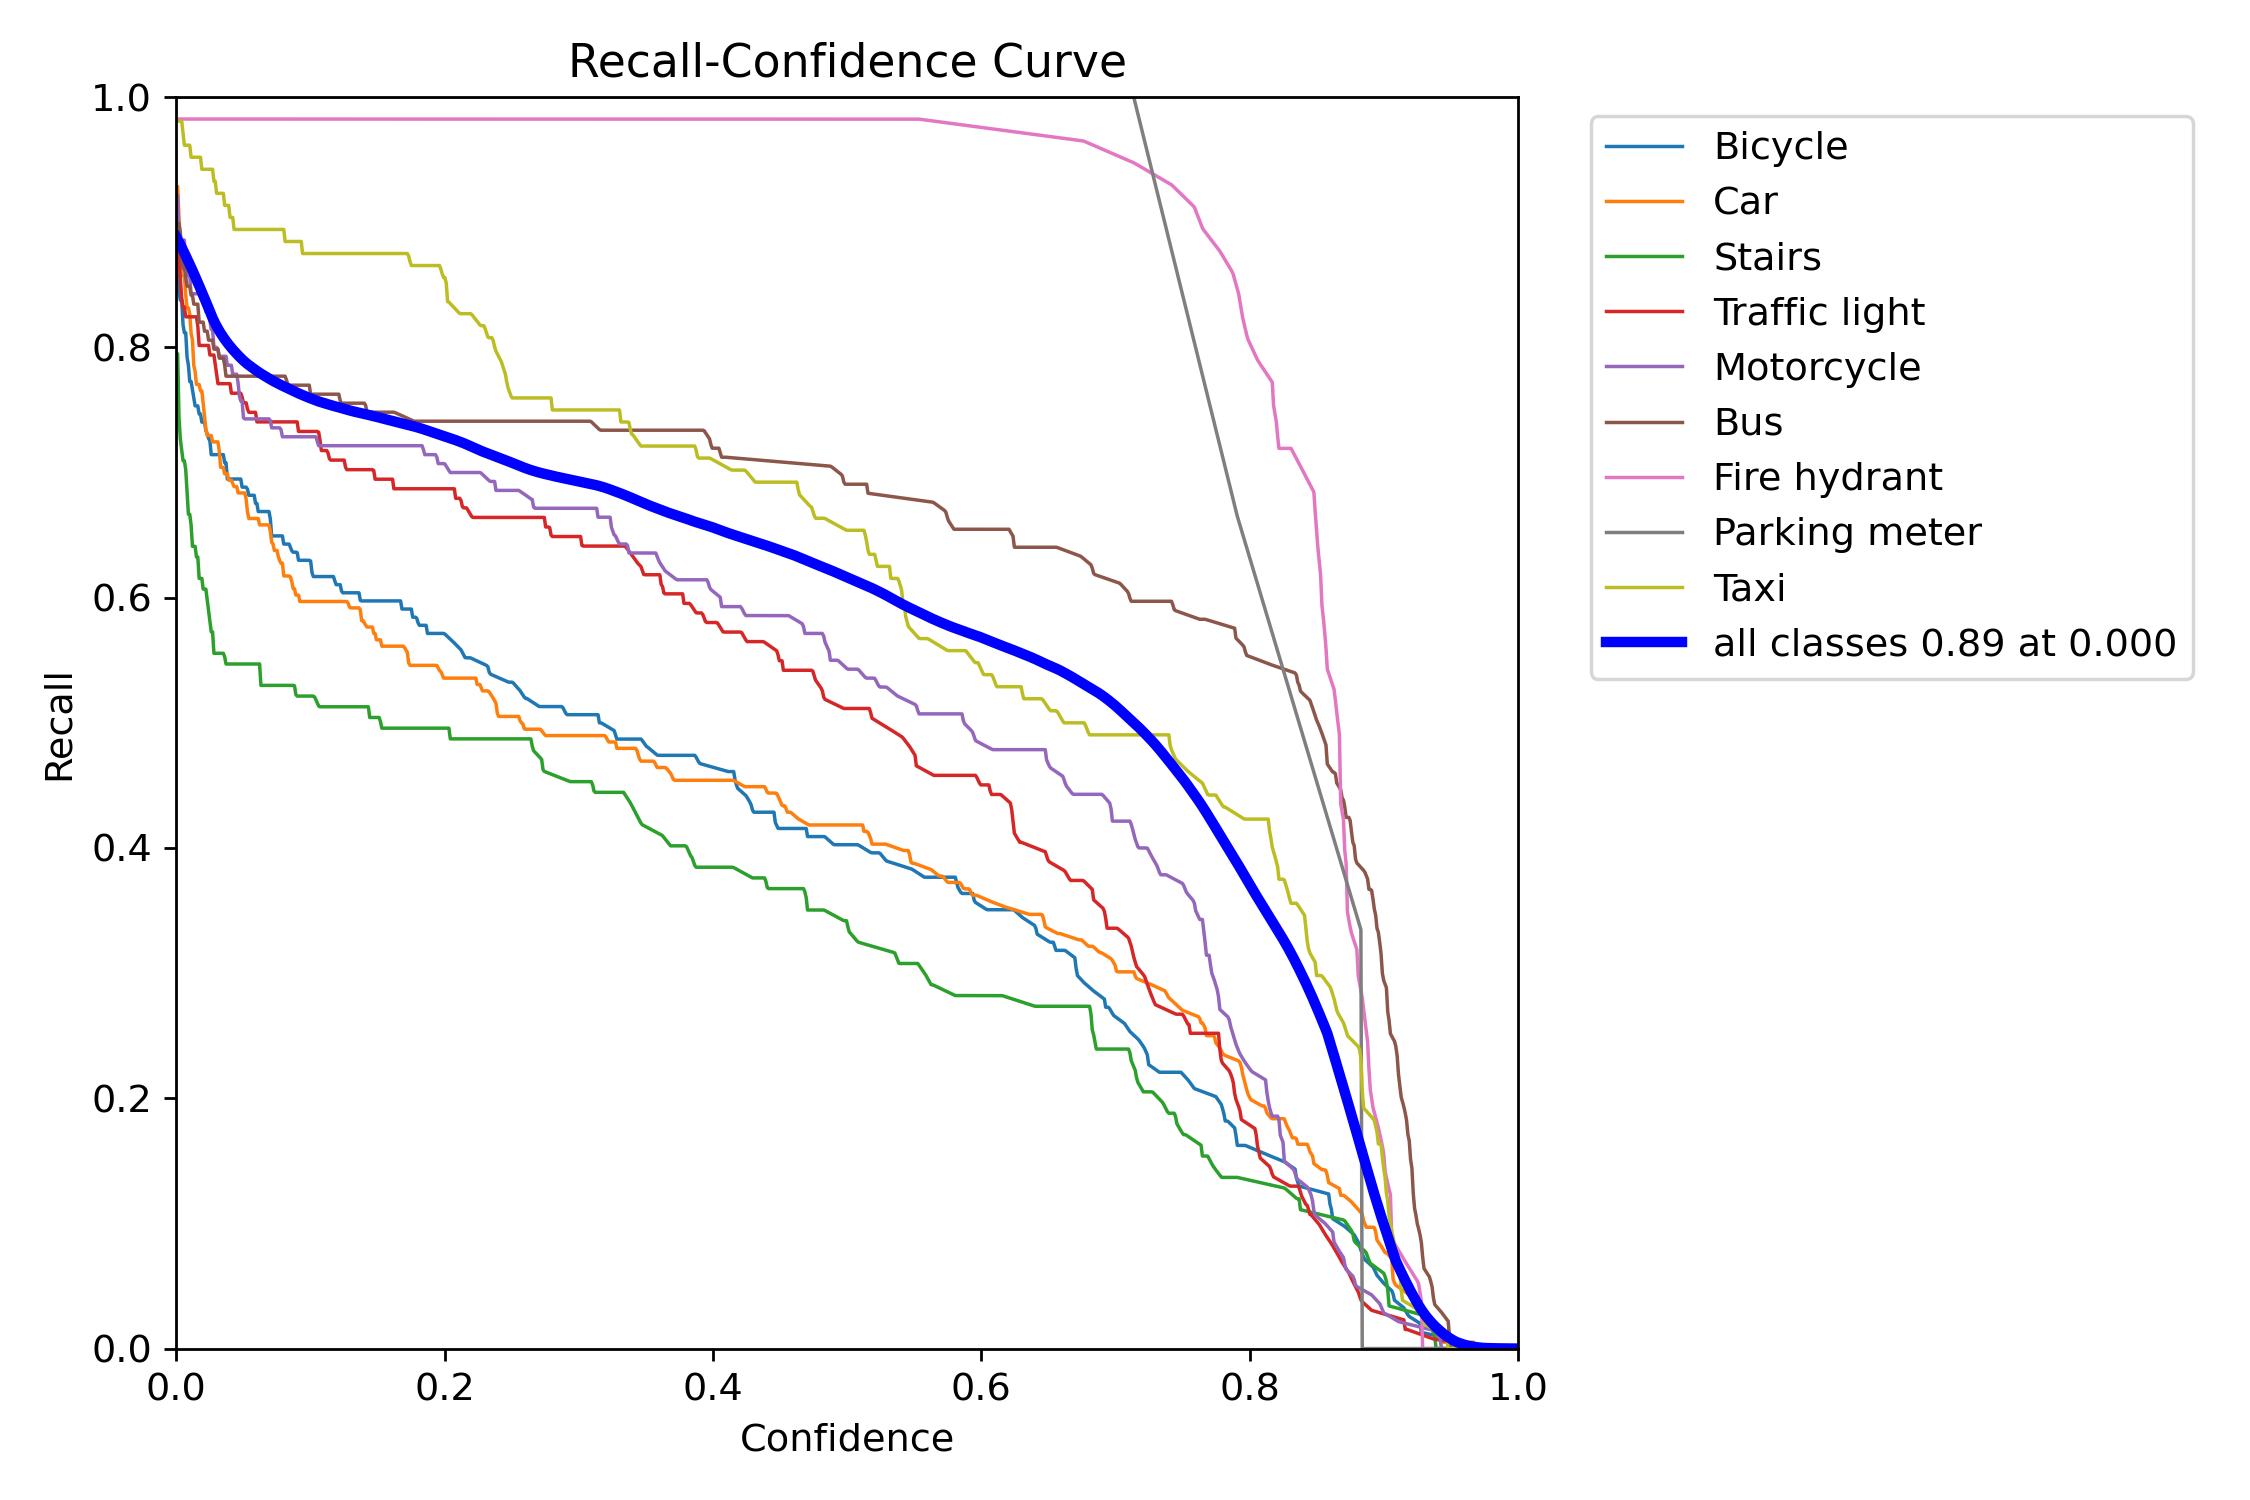 Recall-Confidence Curve
1.0
0.8
0.6
0.4
0.2
0.0
Recall
0.0 0.2 0.4 0.6 0.8 1.0
Confidence
Bicycle
Car
Stairs
Traffic light
Motorcycle
Bus
Fire hydrant
Parking meter
Taxi
all classes 0.89 at 0.000